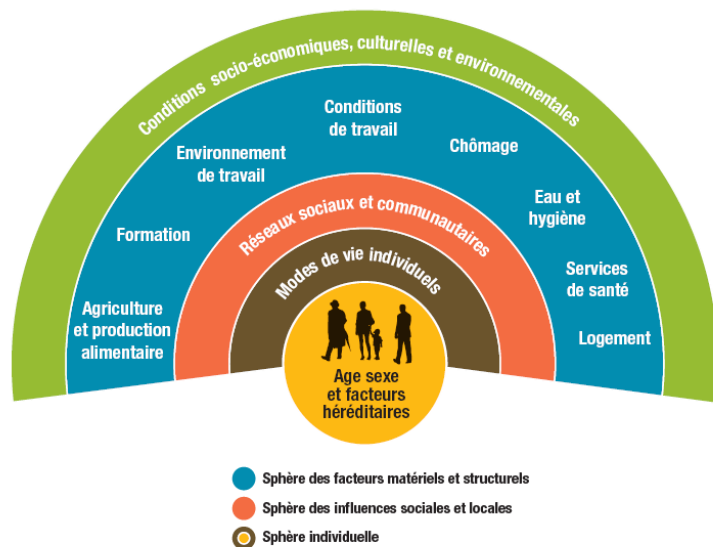 Conditions socio-économiques, culturelles et environnementales
Conditions
de travail
Environnement
de travail
Chômage
Formation
Eau et
hygiène
Agriculture
et production
alimentaire
Services
de santé
Logement
Réseaux sociaux et communautaires
Modes de vie individuels
Age sexe
et facteurs
héréditaires
Sphère des facteurs matériels et structurels
Sphère des influences sociales et locales
Sphère individuelle